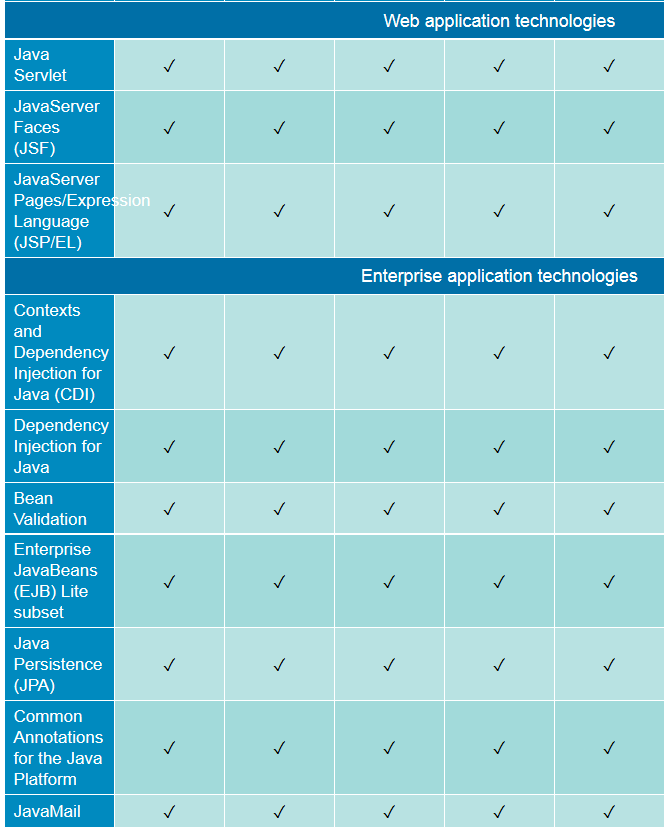 Web application technologies
Java
Servlet
✓ ✓ ✓ ✓ ✓
JavaServer
Faces
(JSF)
✓ ✓ ✓ ✓ ✓
JavaServer
Pages/Expression
Language
(JSP/EL)
✓ ✓ ✓ ✓ ✓
Enterprise application technologies
Contexts
and
Dependency
Injection for
Java (CDI)
✓ ✓ ✓ ✓ ✓
Dependency
Injection for
Java
✓ ✓ ✓ ✓ ✓
Bean
Validation
✓ ✓ ✓ ✓ ✓
Enterprise
JavaBeans
(EJB) Lite
subset
✓ ✓ ✓ ✓ ✓
Java
Persistence
(JPA)
✓ ✓ ✓ ✓ ✓
Common
Annotations
for the Java
Platform
✓ ✓ ✓ ✓ ✓
JavaMail
✓ ✓ ✓ ✓ ✓